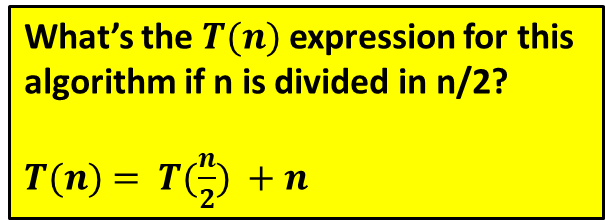 What's the T(n) expression for this
algorithm if n is divided in n/2?
T(n) = T(n/2) + n